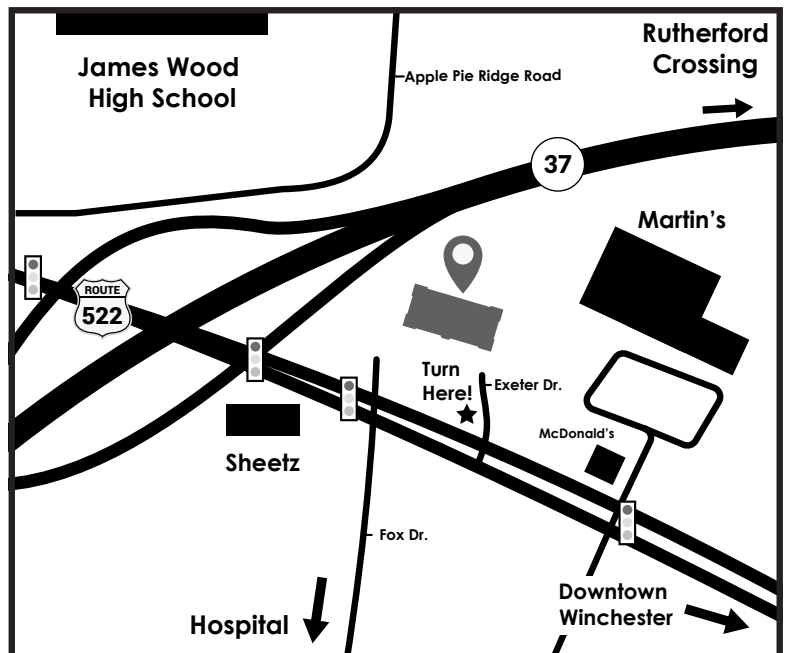 Rutherford
Crossing
James Wood
High School
Apple Pie Ridge Road
37
Martin's
ROUTE
522
Turn
Here!
Exeter Dr.
McDonald's
Sheetz
Fox Dr.
Downtown
Winchester
Hospital